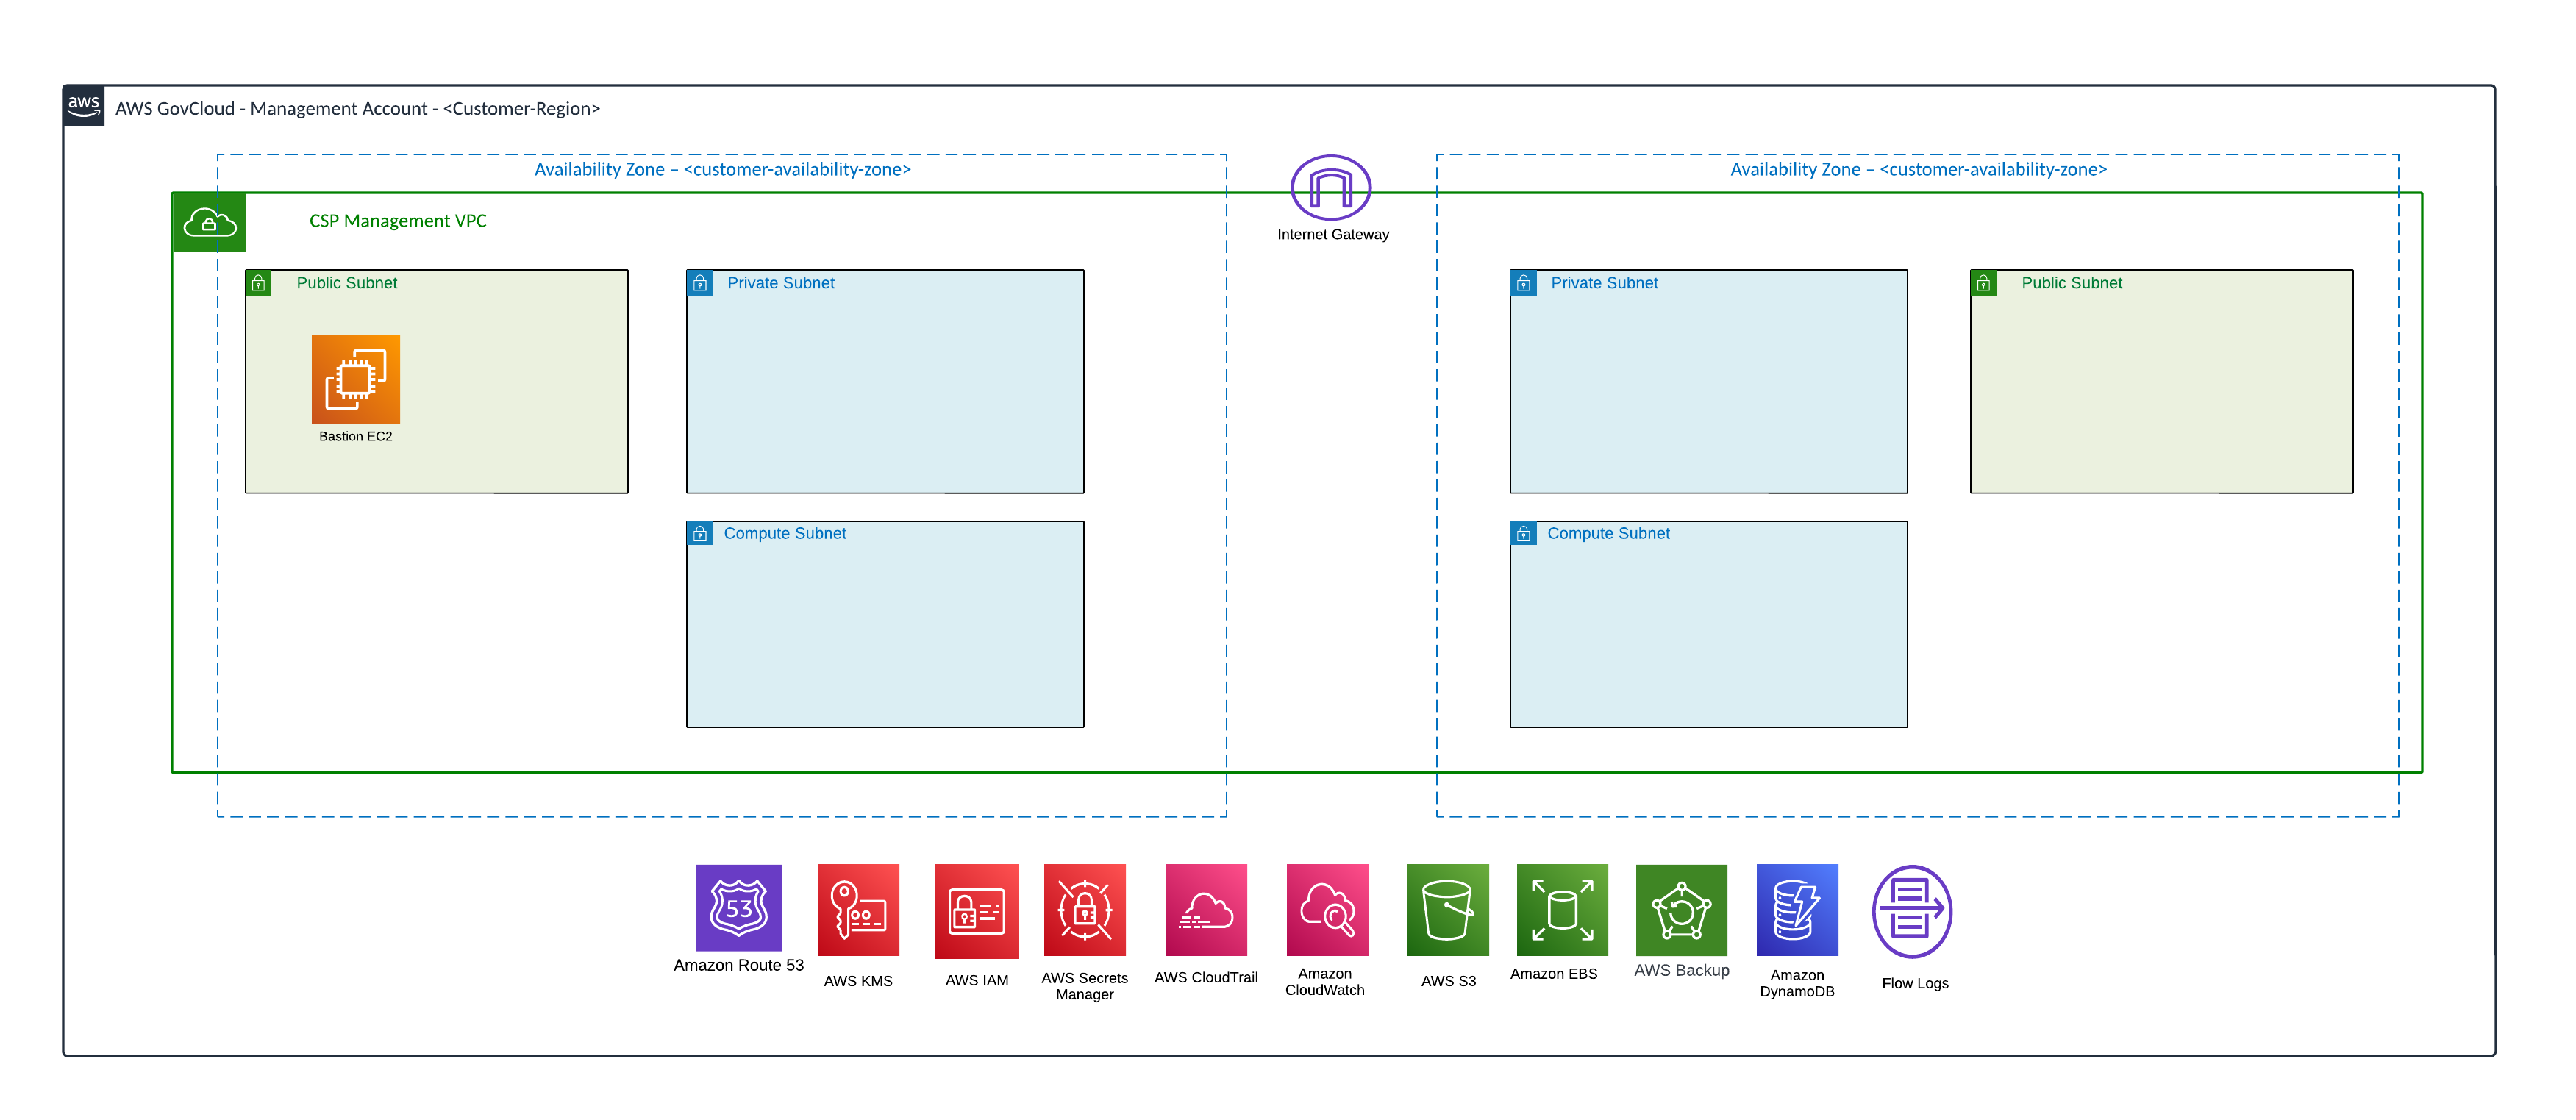 aws
AWS GovCloud - Management Account - <Customer-Region>
Availability Zone – <customer-availability-zone>
Availability Zone – <customer-availability-zone>
CSP Management VPC
Internet Gateway
Public Subnet
Private Subnet
Private Subnet
Public Subnet
Bastion EC2
Compute Subnet
Compute Subnet
53
Amazon Route 53
AWS KMS
AWS IAM
AWS Secrets
Manager
AWS CloudTrail
Amazon
CloudWatch
AWS S3
Amazon EBS
AWS Backup
Amazon
DynamoDB
Flow Logs